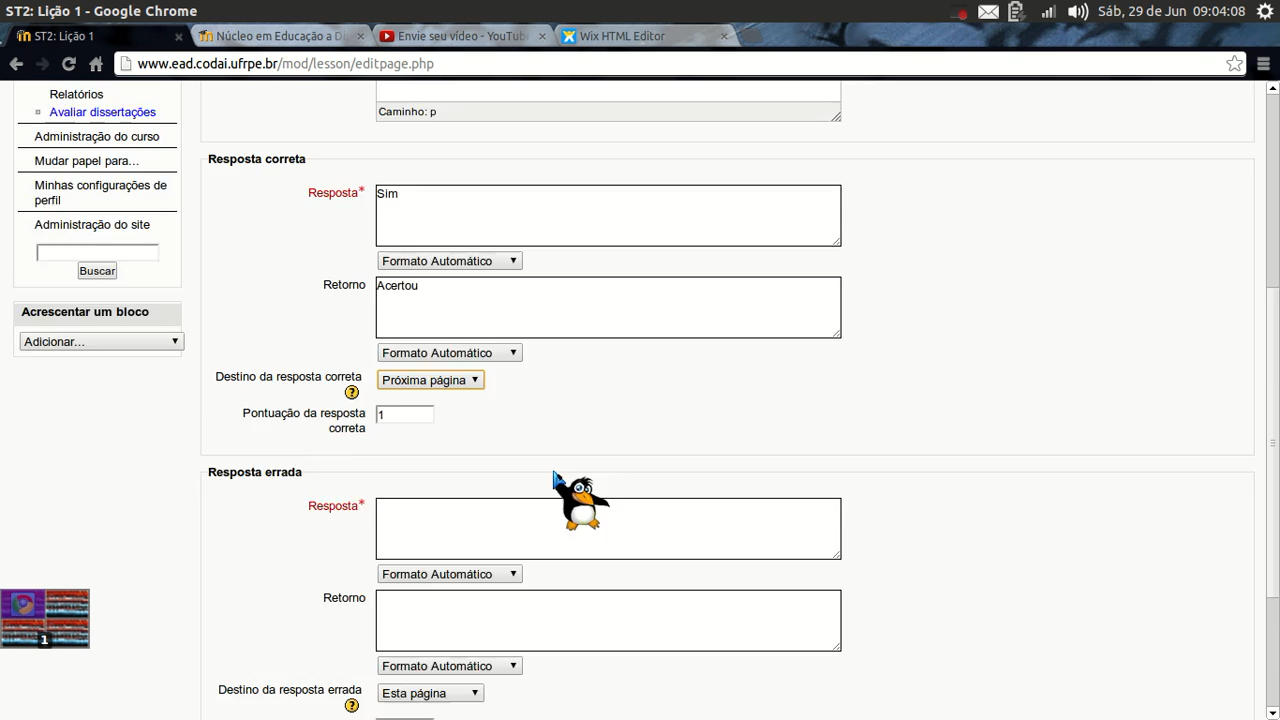 ST2: Lição 1 - Google Chrome
Sáb, 29 de Jun 09:04:08
ST2: Lição 1
Núcleo em Educação a Di
Envie seu vídeo - YouTube
Wix HTML Editor
www.ead.codai.ufrpe.br/mod/lesson/editpage.php
Relatórios
Avaliar dissertações
Administração do curso
Mudar papel para...
Minhas configurações de
perfil
Administração do site
Buscar
Acrescentar um bloco
Adicionar...
Caminho: p
Resposta correta
Resposta*
Sim
Formato Automático
Retorno
Acertou
Formato Automático
Destino da resposta correta
Próxima página
Pontuação da resposta
correta
1
Resposta errada
Resposta*
Formato Automático
Retorno
Formato Automático
Destino da resposta errada
Esta página
1